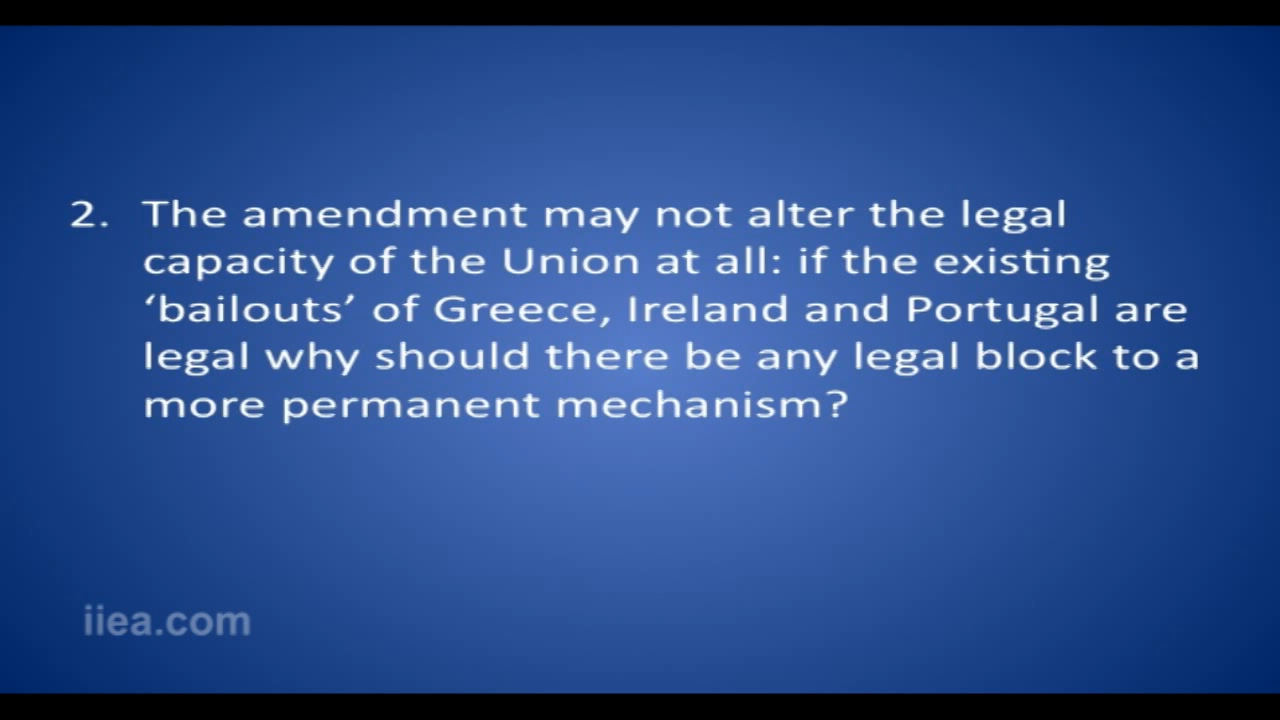 2. The amendment may not alter the legal
capacity of the Union at all: if the existing
‘bailouts’ of Greece, Ireland and Portugal are
legal why should there be any legal block to a
more permanent mechanism?
iiea.com